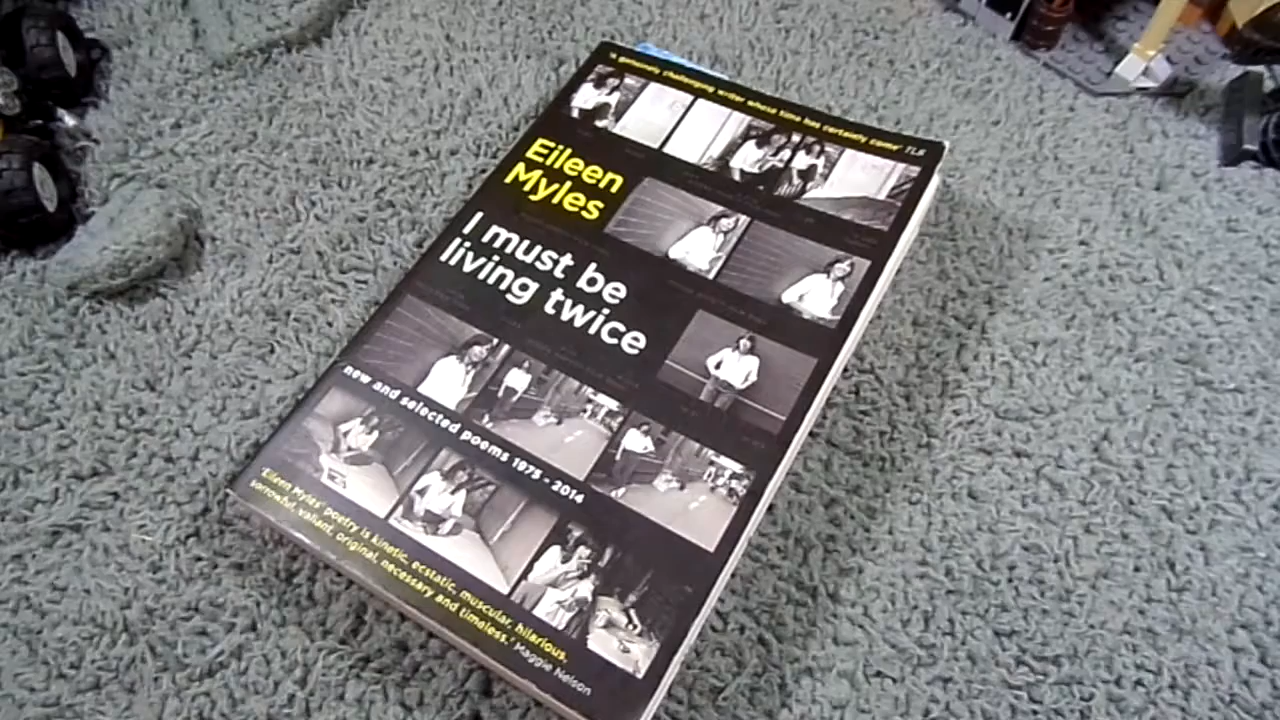 'A genuinely challenging writer whose time has certainly come' TLR
Eileen
Myles
I must be
living twice
new and selected poems 1975 - 2014
'Eileen Myles' poetry is kinetic, ecstatic, muscular, hilarious,
sorrowful, valiant, original, necessary and timeless.' Maggie Nelson